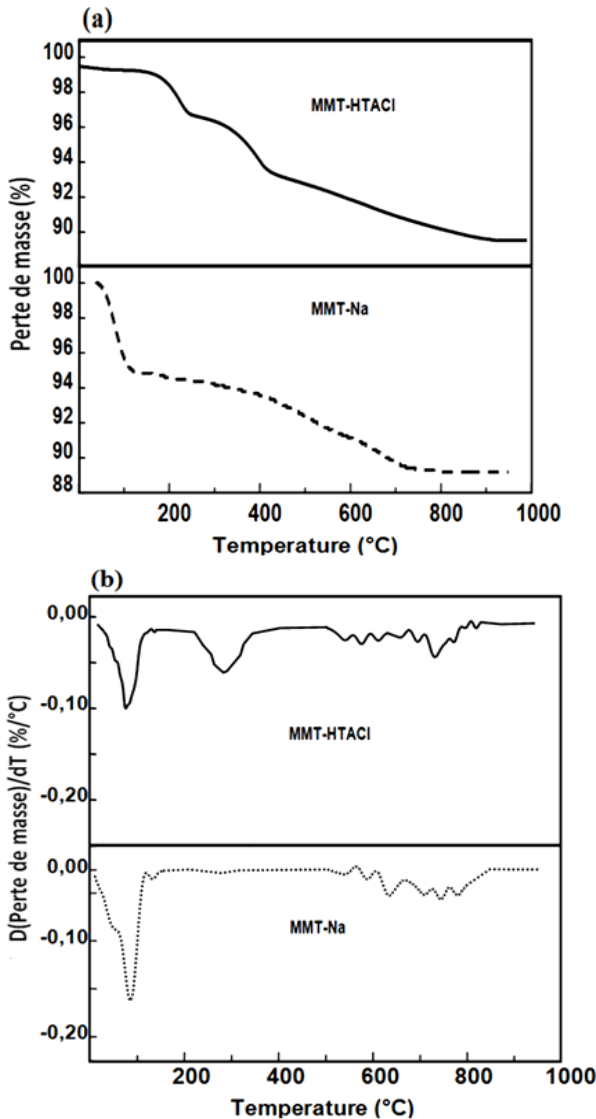 (a)
100
98
96
94
90
MMT-HTACl
100
98
96
94
92
90
88
MMT-Na
Perte de masse (%)
200 400 600 800 1000
Temperature (°C)
(b)
0,00
-0,10
-0,20
MMT-HTACl
0,00
-0,10
-0,20
MMT-Na
D(Perte de masse)/dT (%/°C)
200 400 600 800 1000
Temperature (°C)